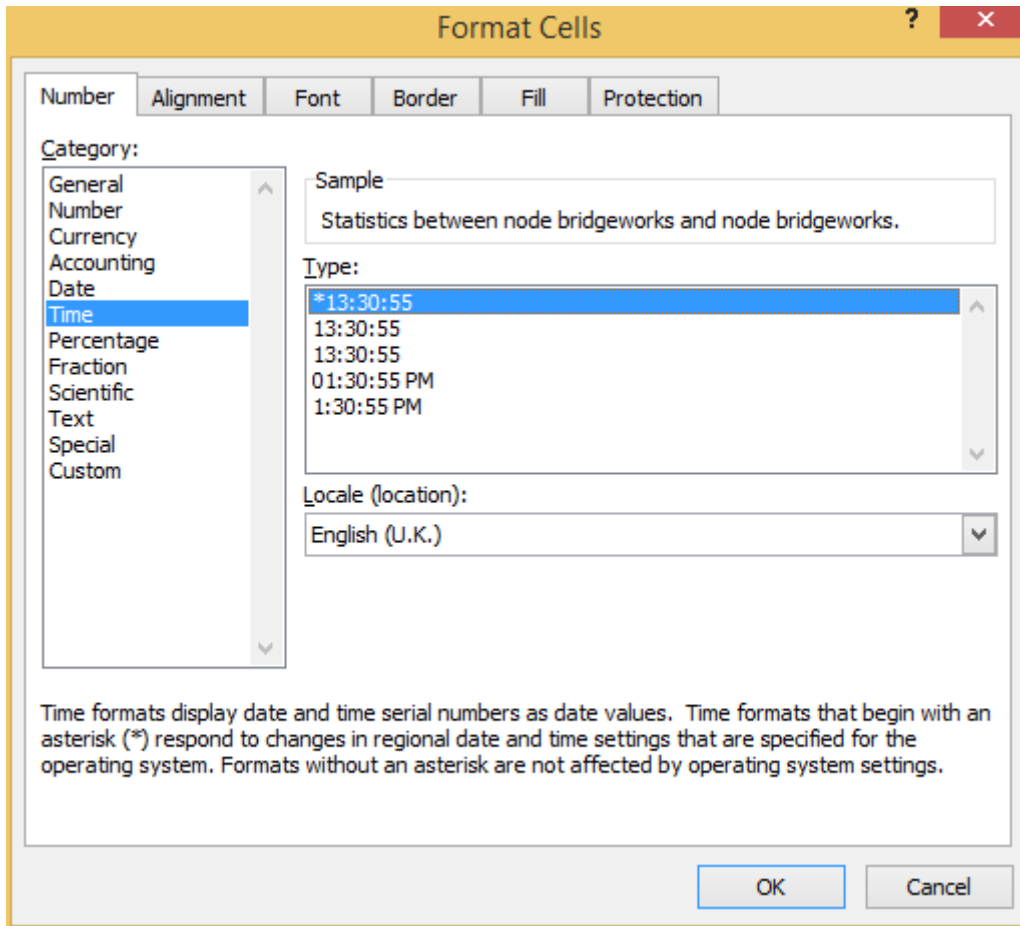 Format Cells
?
×
Number
Alignment
Font
Border
Fill
Protection
Category:
General
Number
Currency
Accounting
Date
Time
Percentage
Fraction
Scientific
Text
Special
Custom
Sample
Statistics between node bridgeworks and node bridgeworks.
Type:
*13:30:55
13:30:55
13:30:55
01:30:55 PM
1:30:55 PM
Locale (location):
English (U.K.)
Time formats display date and time serial numbers as date values.  Time formats that begin with an
asterisk (*) respond to changes in regional date and time settings that are specified for the
operating system. Formats without an asterisk are not affected by operating system settings.
OK
Cancel